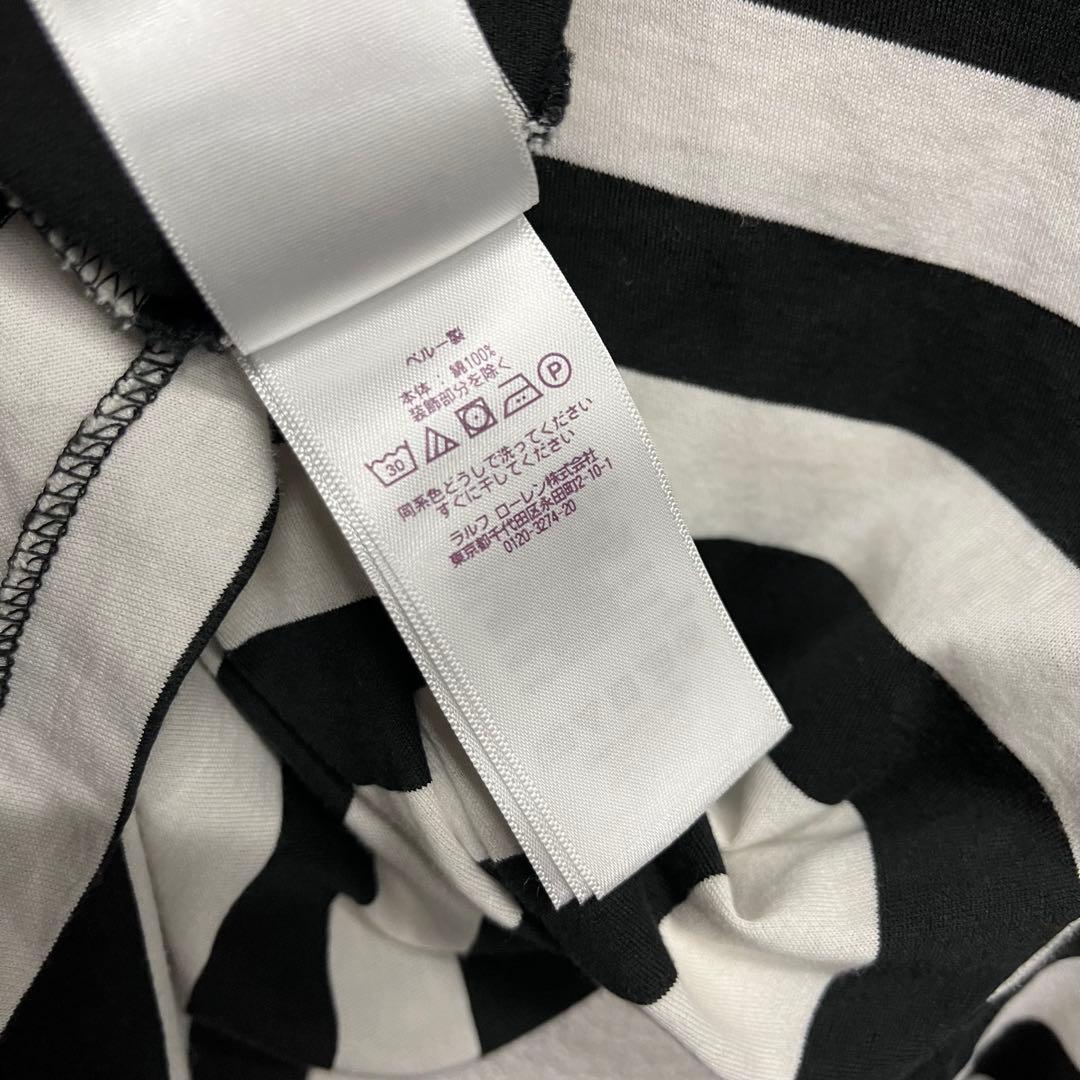 ペルー製
本体 : 綿100%
装飾部分を除く
30 P
同系色どうしで洗ってください
すぐに干してください
ラルフ ローレン株式会社
東京都千代田区永田町2-10-1
0120-3274-20